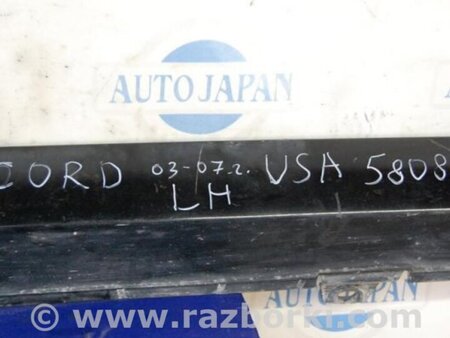 AUTO JAPAN
CORD 03-07г. USA 5808
LH
AUTO JAPAN
www.razborki.com